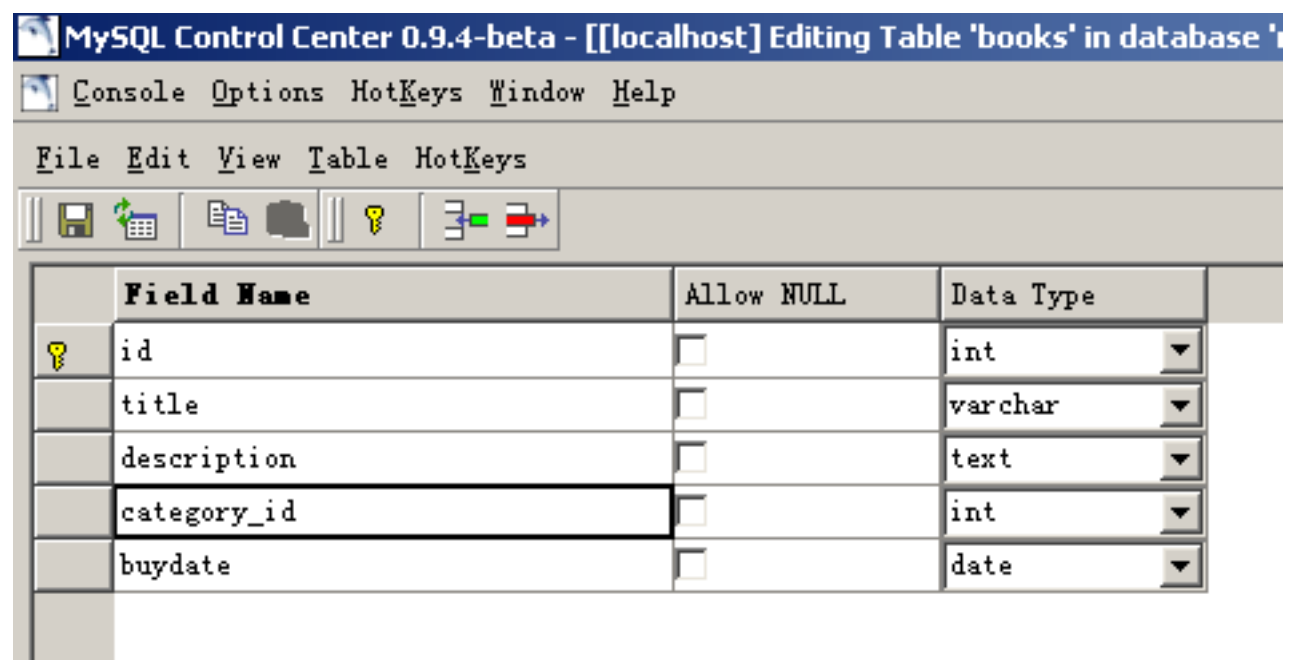 MySQL Control Center 0.9.4-beta - [[localhost] Editing Table 'books' in database '
Console Options HotKeys Window Help
File Edit View Table HotKeys
Field Name Allow NULL Data Type
id int
title varchar
description text
category_id int
buydate date